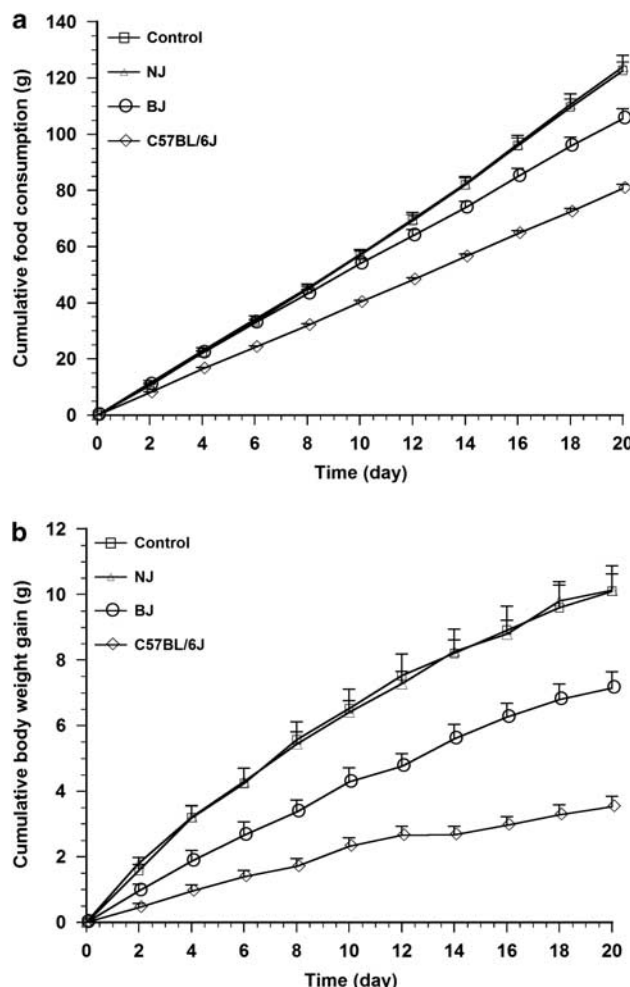 a
Cumulative food consumption (g)
140
120
100
80
60
40
20
0
Control
NJ
BJ
C57BL/6J
0 2 4 6 8 10 12 14 16 18 20
Time (day)
b
Cumulative body weight gain (g)
12
10
8
6
4
2
0
Control
NJ
BJ
C57BL/6J
0 2 4 6 8 10 12 14 16 18 20
Time (day)